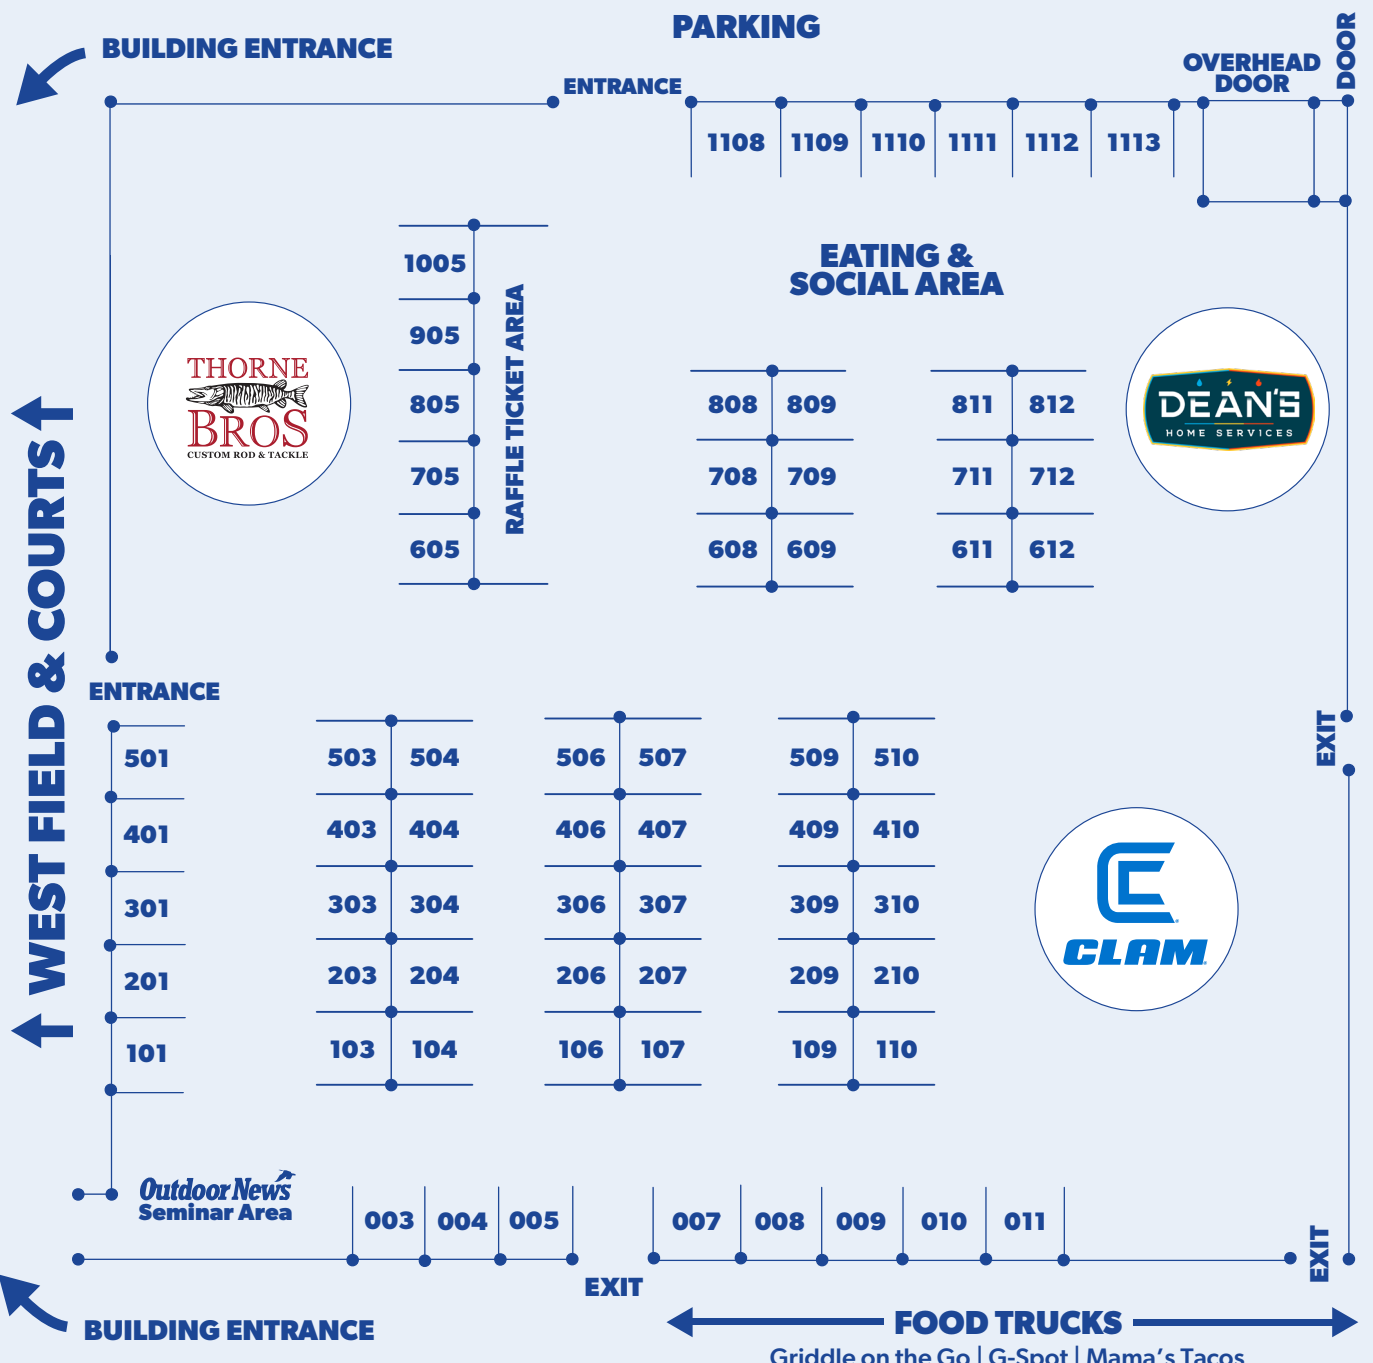 PARKING
BUILDING ENTRANCE
ENTRANCE
OVERHEAD
DOOR
DOOR
1108 1109 1110 1111 1112 1113
1005
905
805
705
605
RAFFLE TICKET AREA
EATING &
SOCIAL AREA
THORNE
BROS
CUSTOM ROD & TACKLE
DEAN'S
HOME SERVICES
808 809 811 812
708 709 711 712
608 609 611 612
WEST FIELD & COURTS
ENTRANCE
EXIT
501 503 504 506 507 509 510
401 403 404 406 407 409 410
301 303 304 306 307 309 310
201 203 204 206 207 209 210
101 103 104 106 107 109 110
CLAM
Outdoor News
Seminar Area
003 004 005 007 008 009 010 011
EXIT
EXIT
BUILDING ENTRANCE
FOOD TRUCKS
Griddle on the Go | G-Spot | Mama's Tacos